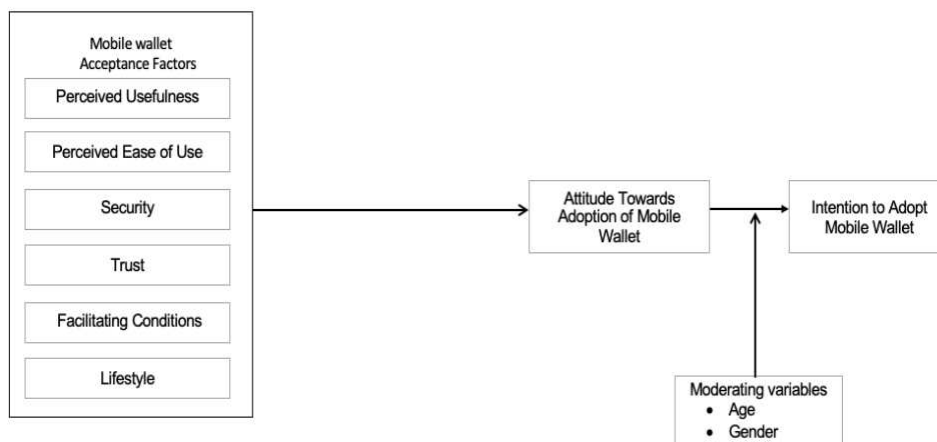 Mobile wallet
Acceptance Factors
Perceived Usefulness
Perceived Ease of Use
Security
Trust
Facilitating Conditions
Lifestyle
Attitude Towards
Adoption of Mobile
Wallet
Intention to Adopt
Mobile Wallet
Moderating variables
• Age
• Gender